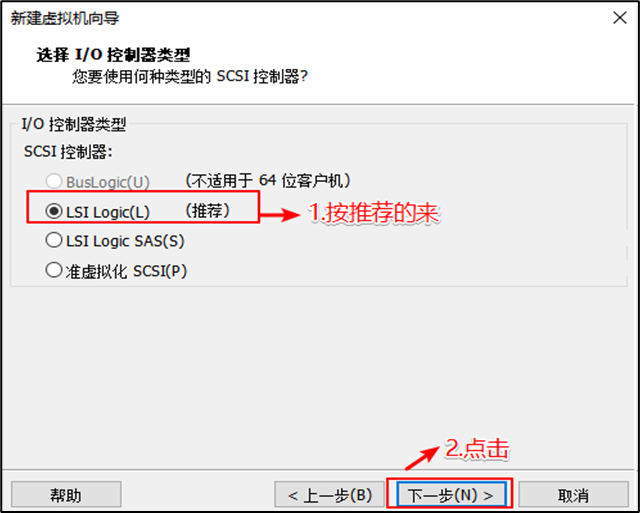 新建虚拟机向导
选择 I/O 控制器类型
您要使用何种类型的 SCSI 控制器?
I/O 控制器类型
SCSI 控制器:
BusLogic(U) (不适用于 64 位客户机)
LSI Logic(L) (推荐) 1.按推荐的来
LSI Logic SAS(S)
准虚拟化 SCSI(P)
2.点击
帮助 < 上一步(B) 下一步(N) > 取消